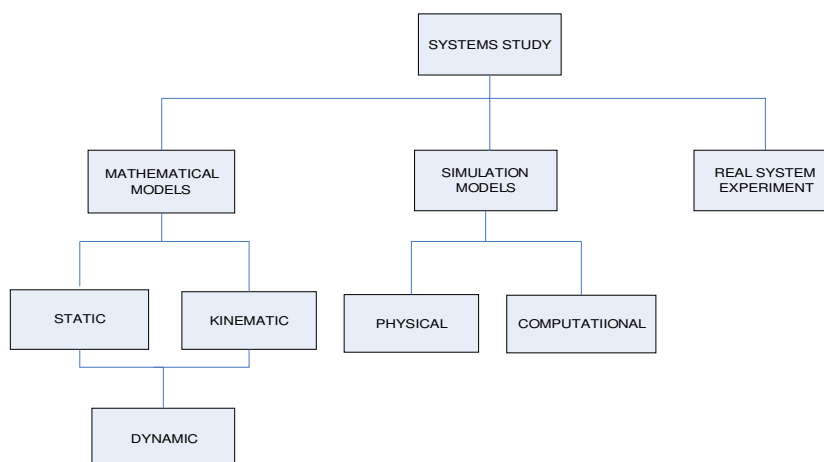 SYSTEMS STUDY
MATHEMATICAL
MODELS
SIMULATION
MODELS
REAL SYSTEM
EXPERIMENT
STATIC
KINEMATIC
PHYSICAL
COMPUTATIIONAL
DYNAMIC